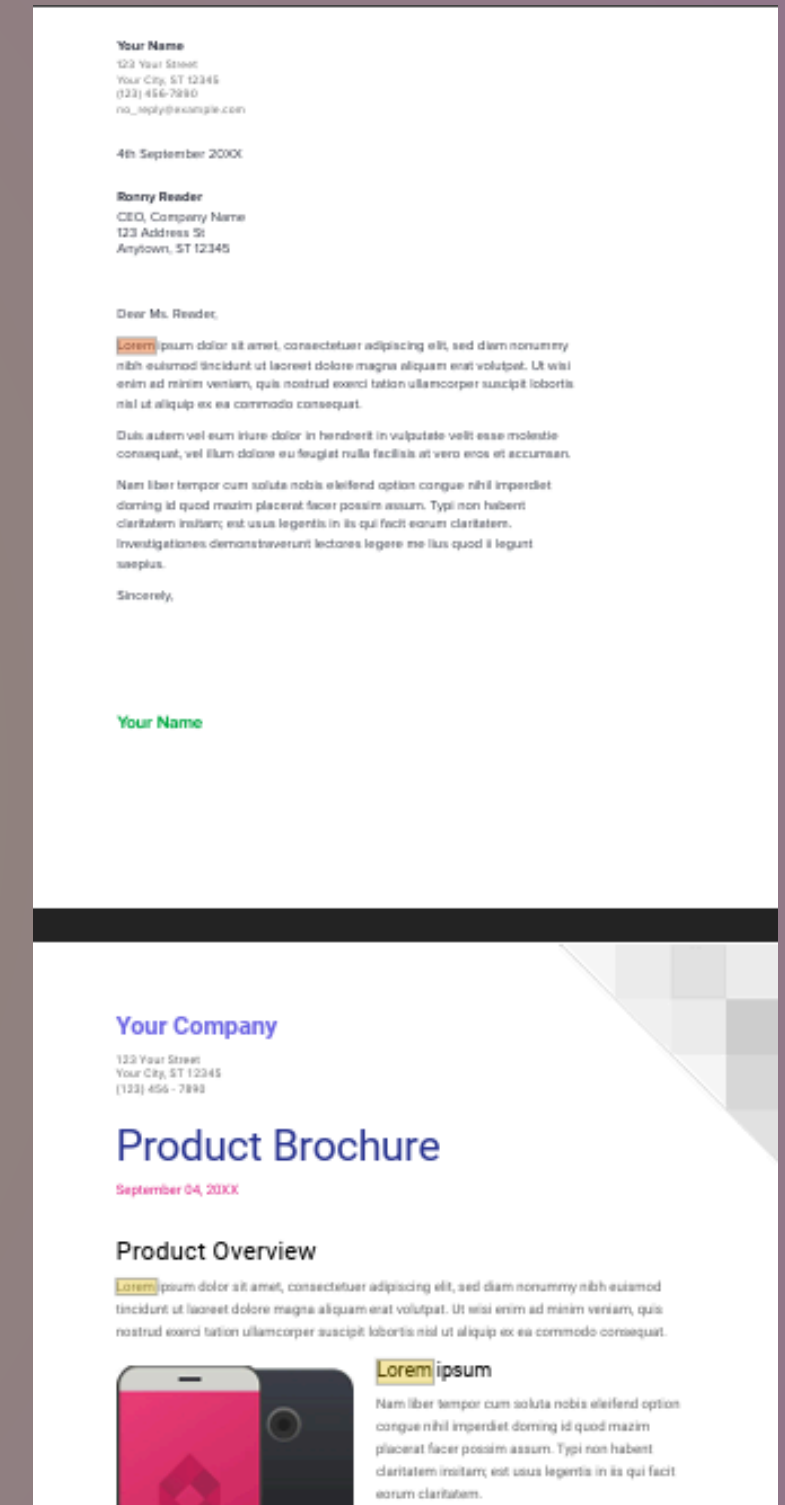 Your Name
123 Your Street
Your City, ST 12345
(123) 456-7890
no_reply@example.com
4th September 20XX
Ronny Reader
CEO, Company Name
123 Address St
Anytown, ST 12345
Dear Ms. Reader,
Lorem ipsum dolor sit amet, consectetuer adipiscing elit, sed diam nonummy
nibh euismod tincidunt ut laoreet dolore magna aliquam erat volutpat. Ut wisi
enim ad minim veniam, quis nostrud exerci tation ullamcorper suscipit lobortis
nisl ut aliquip ex ea commodo consequat.
Duis autem vel eum iriure dolor in hendrerit in vulputate velit esse molestie
consequat, vel illum dolore eu feugiat nulla facilisis at vero eros et accumsan.
Nam liber tempor cum soluta nobis eleifend option congue nihil imperdiet
doming id quod mazim placerat facer possim assum. Typi non habent
claritatem insitam; est usus legentis in iis qui facit eorum claritatem.
Investigationes demonstraverunt lectores legere me lius quod ii legunt
saepius.
Sincerely,
Your Name
Your Company
123 Your Street
Your City, ST 12345
(123) 456 - 7890
Product Brochure
September 04, 20XX
Product Overview
Lorem ipsum dolor sit amet, consectetuer adipiscing elit, sed diam nonummy nibh euismod
tincidunt ut laoreet dolore magna aliquam erat volutpat. Ut wisi enim ad minim veniam, quis
nostrud exerci tation ullamcorper suscipit lobortis nisl ut aliquip ex ea commodo consequat.
Lorem ipsum
Nam liber tempor cum soluta nobis eleifend option
congue nihil imperdiet doming id quod mazim
placerat facer possim assum. Typi non habent
claritatem insitam; est usus legentis in iis qui facit
eorum claritatem.